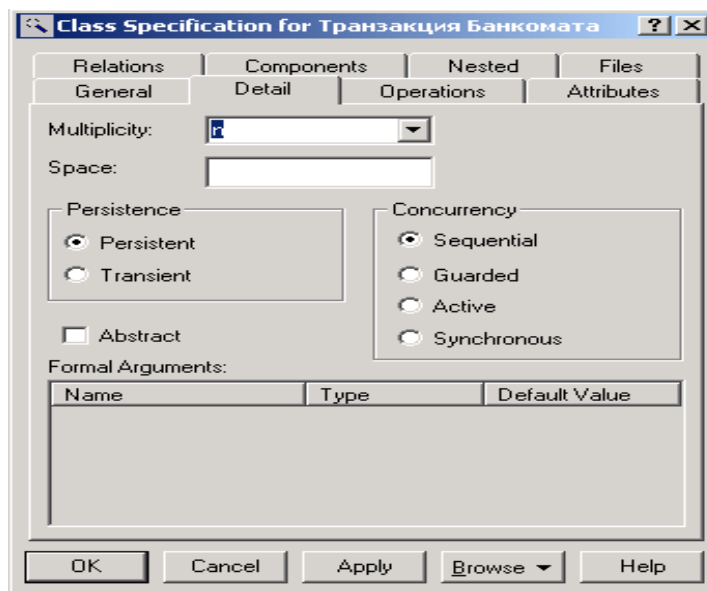 Class Specification for Транзакция Банкомата
Relations Components Nested Files
General Detail Operations Attributes
Multiplicity: n
Space:
Persistence
Persistent
Transient
Concurrency
Sequential
Guarded
Active
Synchronous
Abstract
Formal Arguments:
Name Type Default Value
OK Cancel Apply Browse Help